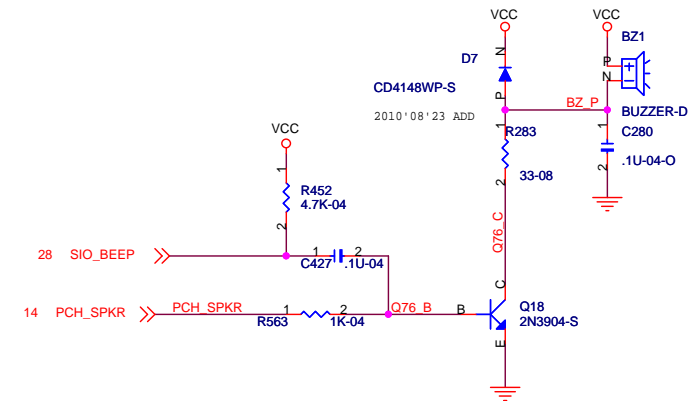 VCC
VCC
BZ1
D7
N
P
N
CD4148WP-S
P
BZ_P
BUZZER-D
2010'08'23 ADD
1
R283
1
C280
VCC
2
.1U-04-O
33-08
2
1
R452
4.7K-04
2
Q76_C
28 SIO_BEEP
1 2
C427 .1U-04
C
14 PCH_SPKR
PCH_SPKR
1 2
Q76_B
B
Q18
R563
1K-04
2N3904-S
E